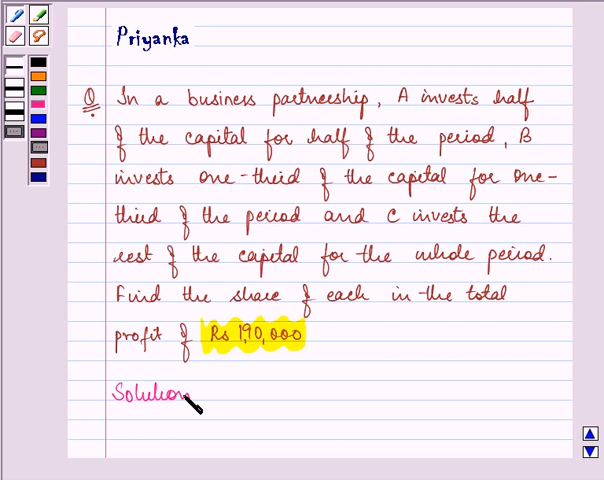 Priyanka
Q In a business partnership, A invests half
of the capital for half of the period, B
invests one-third of the capital for one-
third of the period and C invests the
rest of the capital for the whole period.
Find the share of each in the total
profit of Rs 1,90,000
Solution